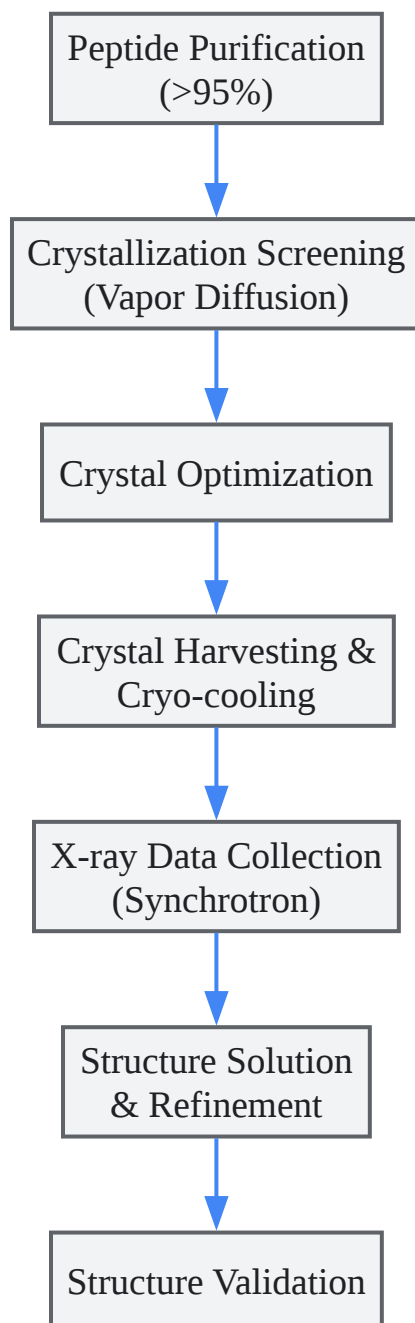 Peptide Purification
(>95%)
Crystallization Screening
(Vapor Diffusion)
Crystal Optimization
Crystal Harvesting &
Cryo-cooling
X-ray Data Collection
(Synchrotron)
Structure Solution
& Refinement
Structure Validation